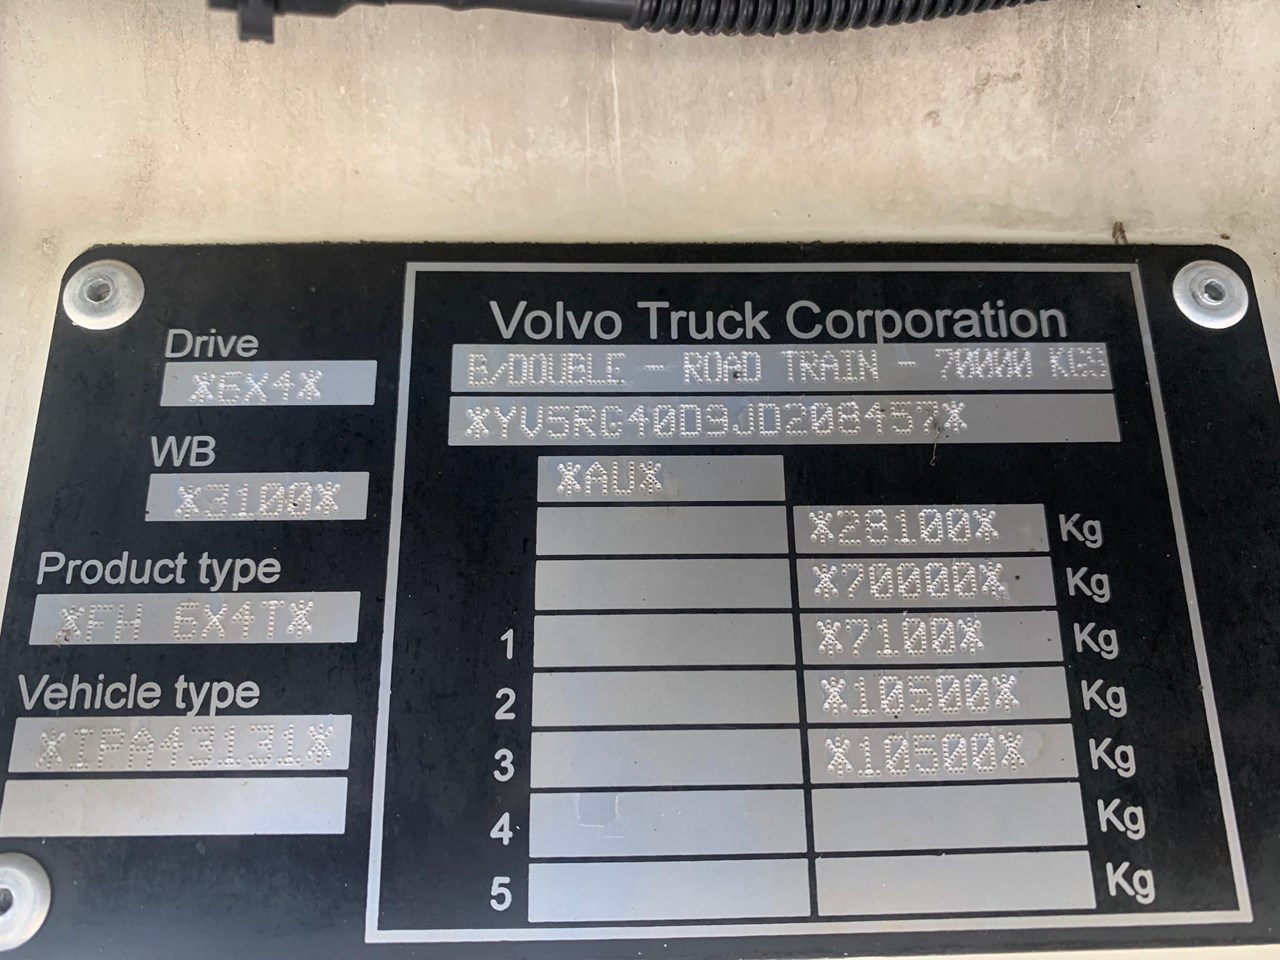 Volvo Truck Corporation
Drive
B/DOUBLE - ROAD TRAIN - 70000 KGS
*6X4*
*YV5RG40D9JD208457*
WB
*AU*
*3100*
*28100* Kg
Product type
*70000* Kg
*FH 6X4T*
1 *7100* Kg
Vehicle type
2 *10500* Kg
*IPA43131*
3 *10500* Kg
4 Kg
5 Kg